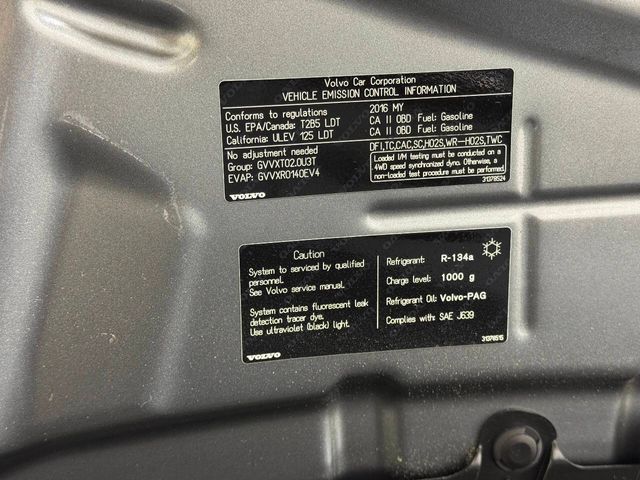 Volvo Car Corporation
VEHICLE EMISSION CONTROL INFORMATION
Conforms to regulations 2016 MY
U.S. EPA/Canada: T2B5 LDT CA II OBD Fuel: Gasoline
California: ULEV 125 LDT CA II OBD Fuel: Gasoline
No adjustment needed DFI,TC,CAC,SC,HO2S,WR-HO2S,TWC
Group: GVVXT02.0U3T Loaded I/M testing must be conducted on a
EVAP: GVVXR0140EV4 4WD speed synchronized dyno. Otherwise, a
non-loaded test procedure must be performed.
VOLVO 31378524
Caution
System to be serviced by qualified
personnel.
See Volvo service manual.
System contains fluorescent leak
detection tracer dye.
Use ultraviolet (black) light.
VOLVO
Refrigerant: R-134a
Charge level: 1000 g
Refrigerant Oil: Volvo-PAG
Complies with: SAE J639
31378515